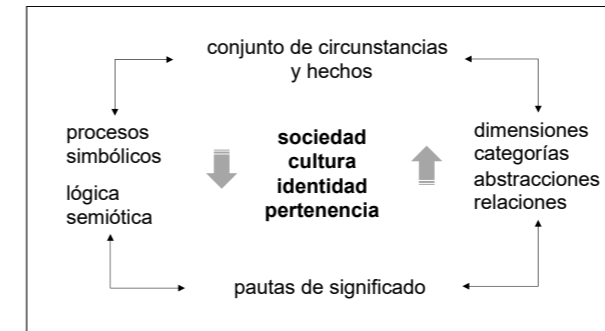 conjunto de circunstancias
y hechos
procesos
simbólicos
lógica
semiótica
sociedad
cultura
identidad
pertenencia
dimensiones
categorías
abstracciones
relaciones
pautas de significado